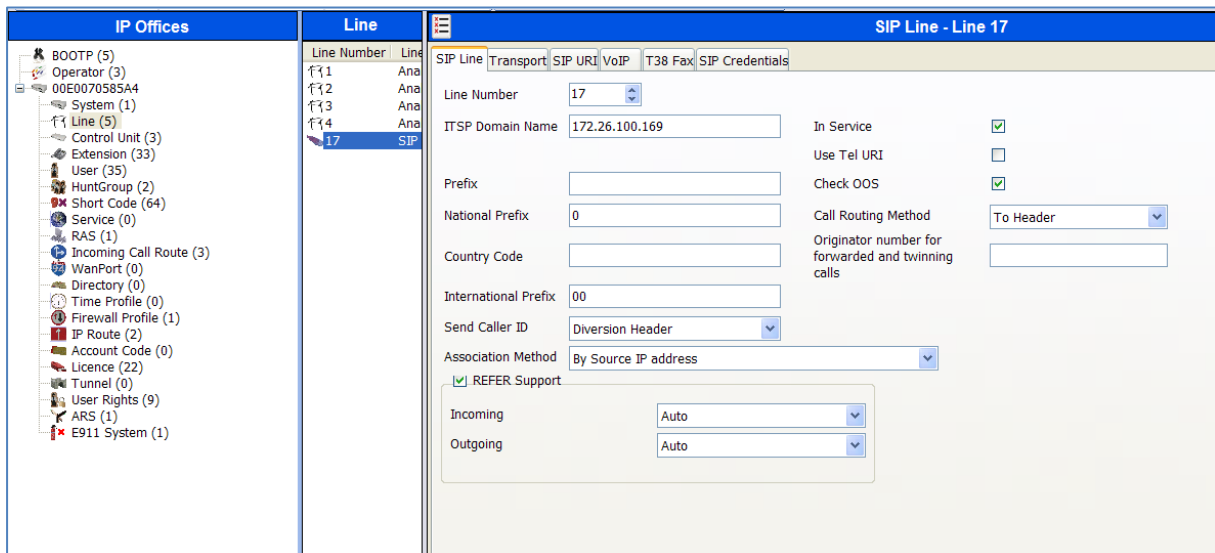 IP Offices
BOOTP (5)
Operator (3)
00E0070585A4
System (1)
Line (5)
Control Unit (3)
Extension (33)
User (35)
HuntGroup (2)
Short Code (64)
Service (0)
RAS (1)
Incoming Call Route (3)
WanPort (0)
Directory (0)
Time Profile (0)
Firewall Profile (1)
IP Route (2)
Account Code (0)
Licence (22)
Tunnel (0)
User Rights (9)
ARS (1)
E911 System (1)
Line
Line Number Line
1 Ana
2 Ana
3 Ana
4 Ana
17 SIP
SIP Line - Line 17
SIP Line Transport SIP URI VoIP T38 Fax SIP Credentials
Line Number 17
ITSP Domain Name 172.26.100.169
Prefix
National Prefix 0
Country Code
International Prefix 00
Send Caller ID Diversion Header
Association Method By Source IP address
REFER Support
Incoming Auto
Outgoing Auto
In Service
Use Tel URI
Check OOS
Call Routing Method To Header
Originator number for
forwarded and twinning
calls